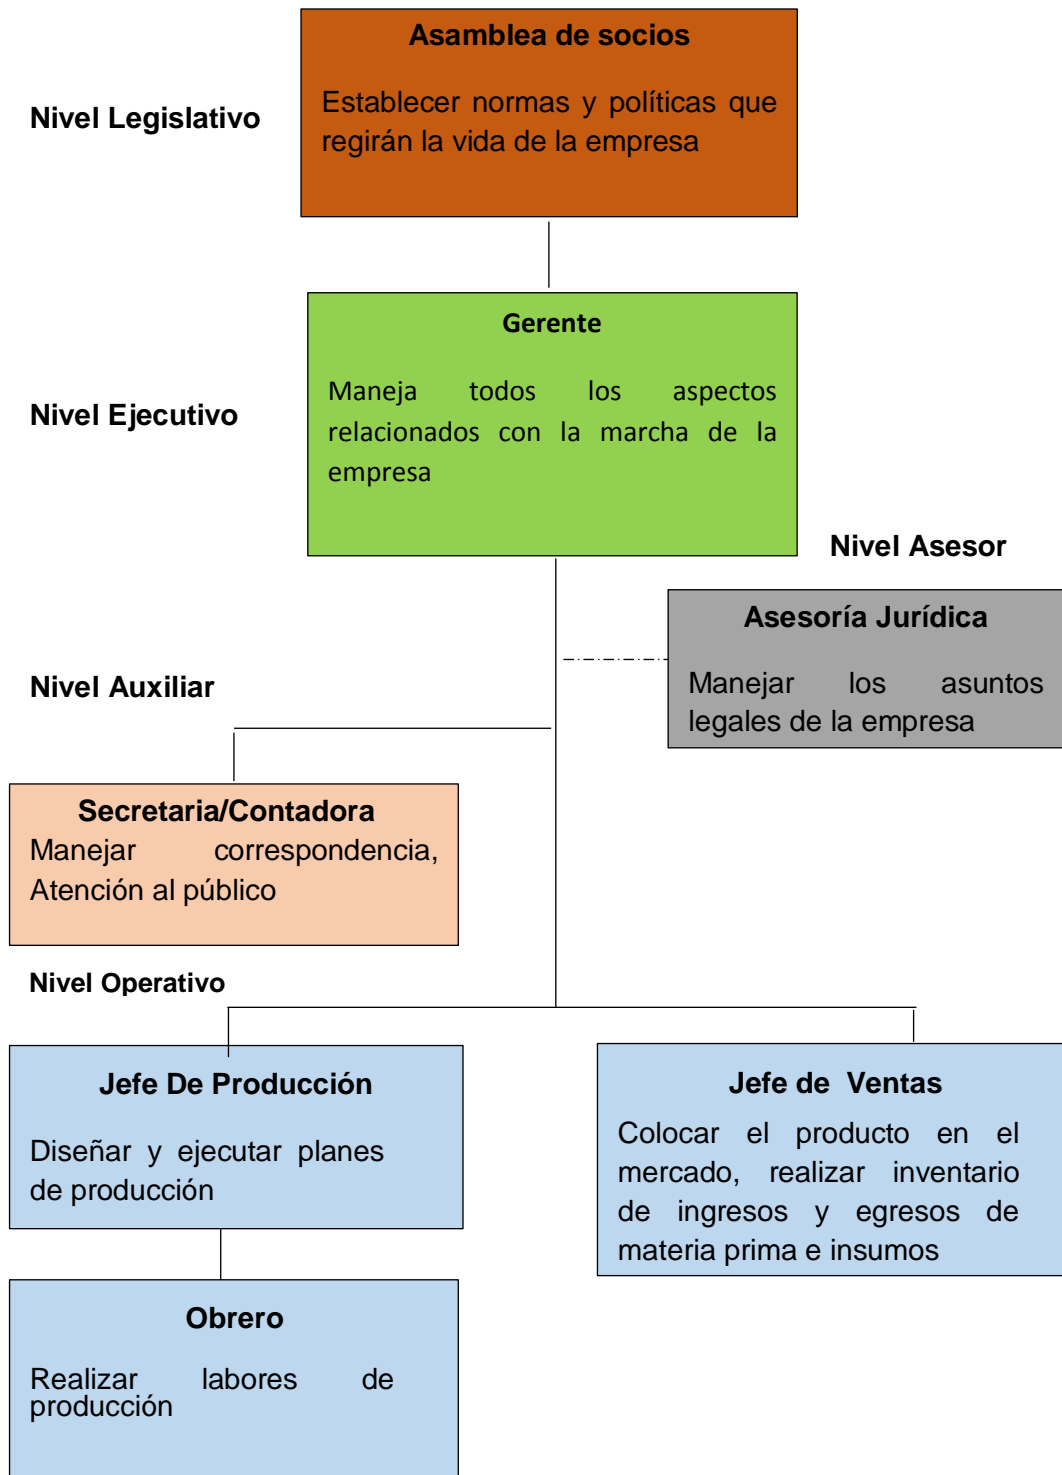 Asamblea de socios
Nivel Legislativo
Establecer normas y políticas que
regirán la vida de la empresa
Gerente
Nivel Ejecutivo
Maneja todos los aspectos
relacionados con la marcha de la
empresa
Nivel Asesor
Asesoría Jurídica
Manejar los asuntos
legales de la empresa
Nivel Auxiliar
Secretaria/Contadora
Manejar correspondencia,
Atención al público
Nivel Operativo
Jefe De Producción
Diseñar y ejecutar planes
de producción
Jefe de  Ventas
Colocar el producto en el
mercado, realizar inventario
de ingresos y egresos de
materia prima e insumos
Obrero
Realizar labores de
producción